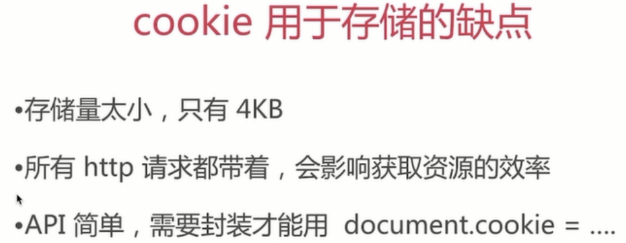 cookie 用于存储的缺点
•存储量太小，只有 4KB
•所有 http 请求都带着，会影响获取资源的效率
•API 简单，需要封装才能用 document.cookie = ....